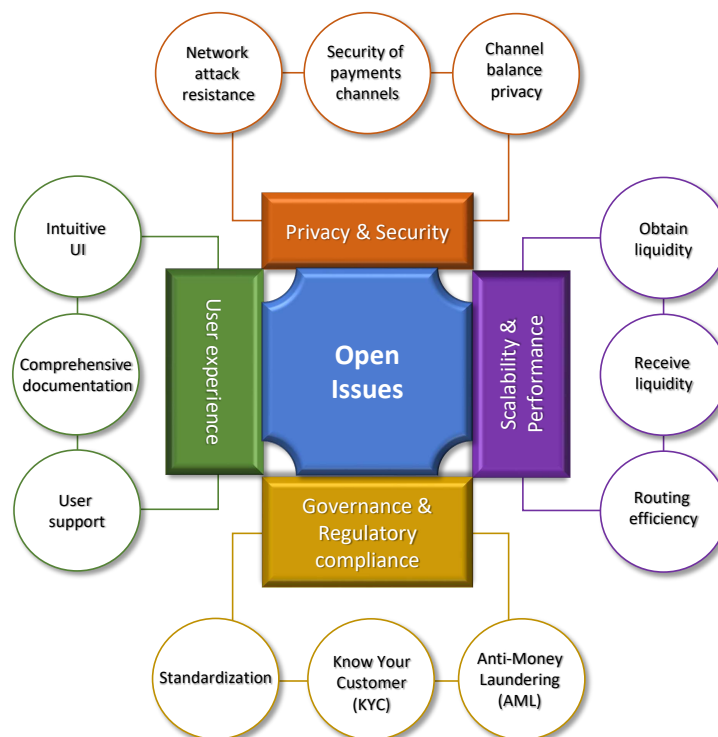 Network
attack
resistance
Security of
payments
channels
Channel
balance
privacy
Privacy & Security
Intuitive
UI
Comprehensive
documentation
User
support
User experience
Open
Issues
Scalability &
Performance
Obtain
liquidity
Receive
liquidity
Routing
efficiency
Governance &
Regulatory
compliance
Standardization
Know Your
Customer
(KYC)
Anti-Money
Laundering
(AML)